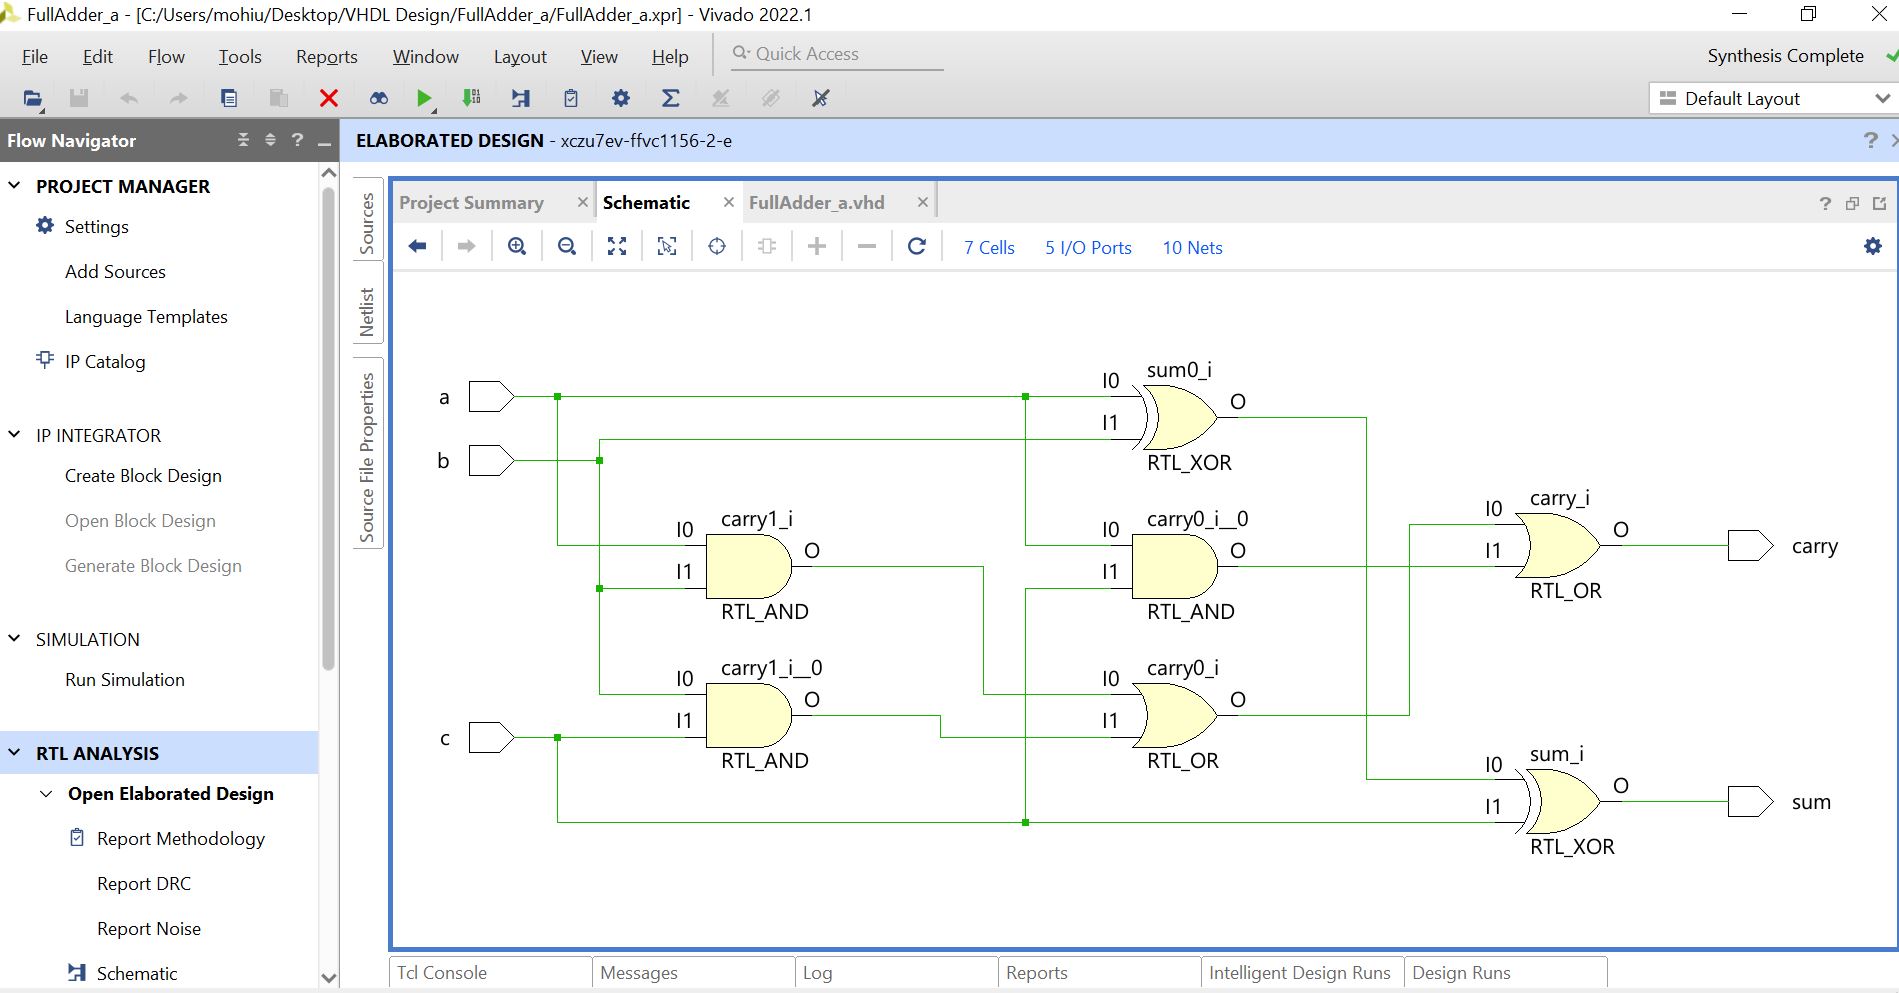 FullAdder_a - [C:/Users/mohiu/Desktop/VHDL Design/FullAdder_a/FullAdder_a.xpr] - Vivado 2022.1
File Edit Flow Tools Reports Window Layout View Help Quick Access Synthesis Complete
Default Layout
Flow Navigator ?
ELABORATED DESIGN - xczu7ev-ffvc1156-2-e ?
PROJECT MANAGER
Settings
Add Sources
Language Templates
IP Catalog
IP INTEGRATOR
Create Block Design
Open Block Design
Generate Block Design
SIMULATION
Run Simulation
RTL ANALYSIS
Open Elaborated Design
Report Methodology
Report DRC
Report Noise
Schematic
Sources
Netlist
Source File Properties
Project Summary Schematic FullAdder_a.vhd ?
7 Cells 5 I/O Ports 10 Nets
a
b
c
sum0_i
I0
I1
O
RTL_XOR
carry1_i
I0
I1
O
RTL_AND
carry0_i__0
I0
I1
O
RTL_AND
carry_i
I0
I1
O
RTL_OR
carry
carry1_i__0
I0
I1
O
RTL_AND
carry0_i
I0
I1
O
RTL_OR
sum_i
I0
I1
O
RTL_XOR
sum
Tcl Console Messages Log Reports Intelligent Design Runs Design Runs